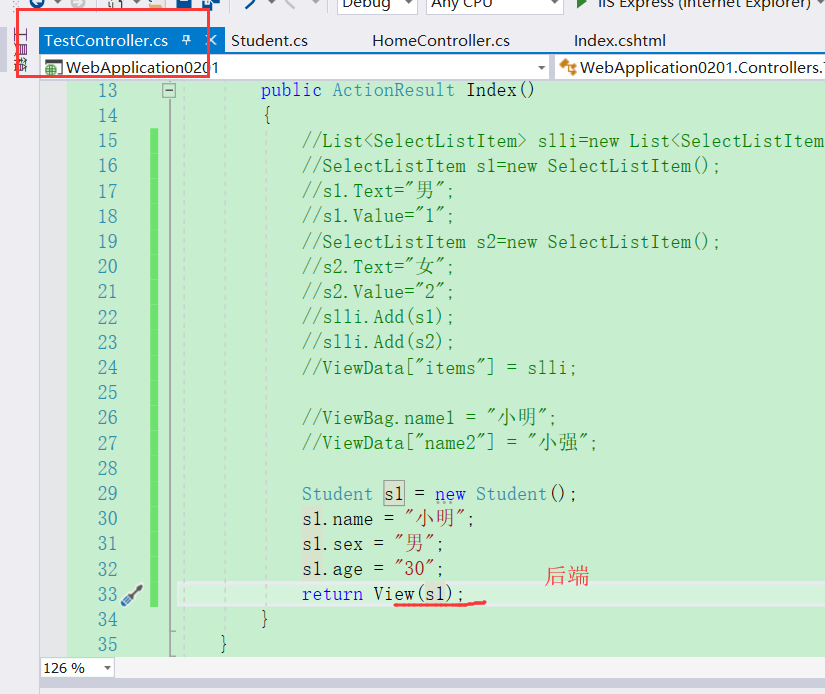 Debug Any CPU IIS Express (Internet Explorer)
TestController.cs Student.cs HomeController.cs Index.cshtml
工具箱
WebApplication0201 WebApplication0201.Controllers.
13 public ActionResult Index()
14 {
15 //List<SelectListItem> slli=new List<SelectListItem
16 //SelectListItem s1=new SelectListItem();
17 //s1.Text="男";
18 //s1.Value="1";
19 //SelectListItem s2=new SelectListItem();
20 //s2.Text="女";
21 //s2.Value="2";
22 //slli.Add(s1);
23 //slli.Add(s2);
24 //ViewData["items"] = slli;
25
26 //ViewBag.name1 = "小明";
27 //ViewData["name2"] = "小强";
28
29 Student s1 = new Student();
30 s1.name = "小明";
31 s1.sex = "男";
32 s1.age = "30";
后端
33 return View(s1);
34 }
35 }
126 %